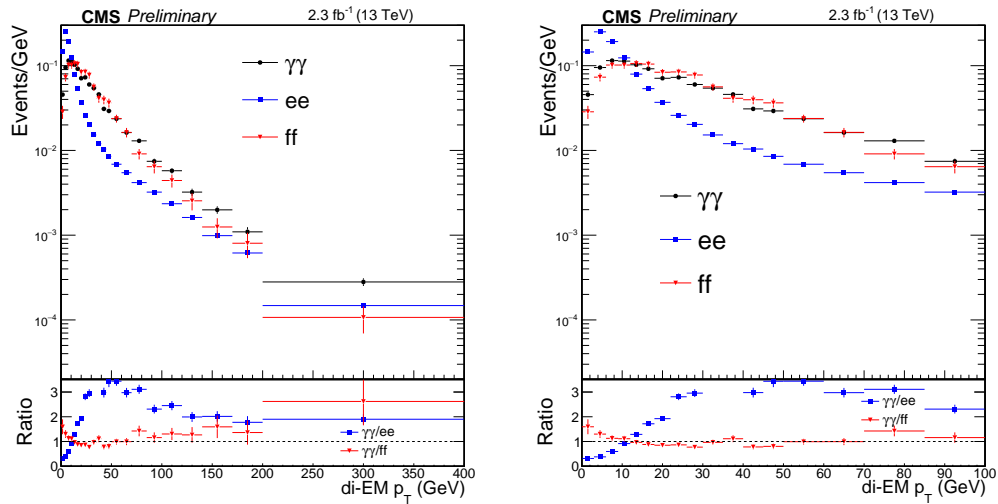 CMS Preliminary 2.3 fb⁻¹ (13 TeV)
Events/GeV
10⁻¹
10⁻²
10⁻³
10⁻⁴
γγ
ee
ff
Ratio
3
2
1
0
γγ/ee
γγ/ff
0 50 100 150 200 250 300 350 400
di-EM p_T (GeV)
CMS Preliminary 2.3 fb⁻¹ (13 TeV)
Events/GeV
10⁻¹
10⁻²
10⁻³
10⁻⁴
γγ
ee
ff
Ratio
3
2
1
0
γγ/ee
γγ/ff
0 10 20 30 40 50 60 70 80 90 100
di-EM p_T (GeV)